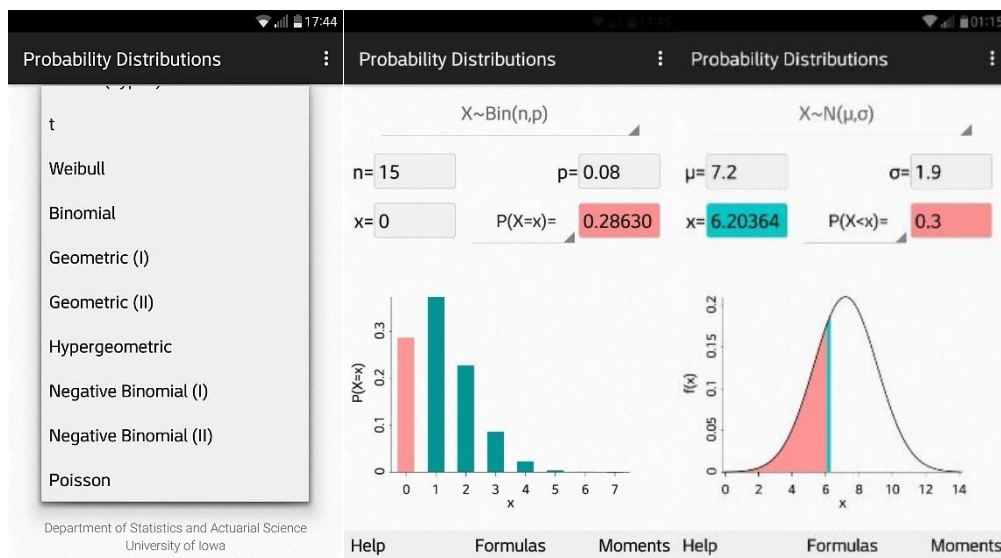 17:44
Probability Distributions
t
Weibull
Binomial
Geometric (I)
Geometric (II)
Hypergeometric
Negative Binomial (I)
Negative Binomial (II)
Poisson
Department of Statistics and Actuarial Science
University of Iowa
17:45
Probability Distributions
X~Bin(n,p)
n= 15 p= 0.08
x= 0 P(X=x)= 0.28630
P(X=x)
0 0.1 0.2 0.3
0 1 2 3 4 5 6 7
x
Help Formulas Moments
01:15
Probability Distributions
X~N(μ,σ)
μ= 7.2 σ= 1.9
x= 6.20364 P(X<x)= 0.3
f(x)
0 0.05 0.1 0.15 0.2
0 2 4 6 8 10 12 14
x
Help Formulas Moments